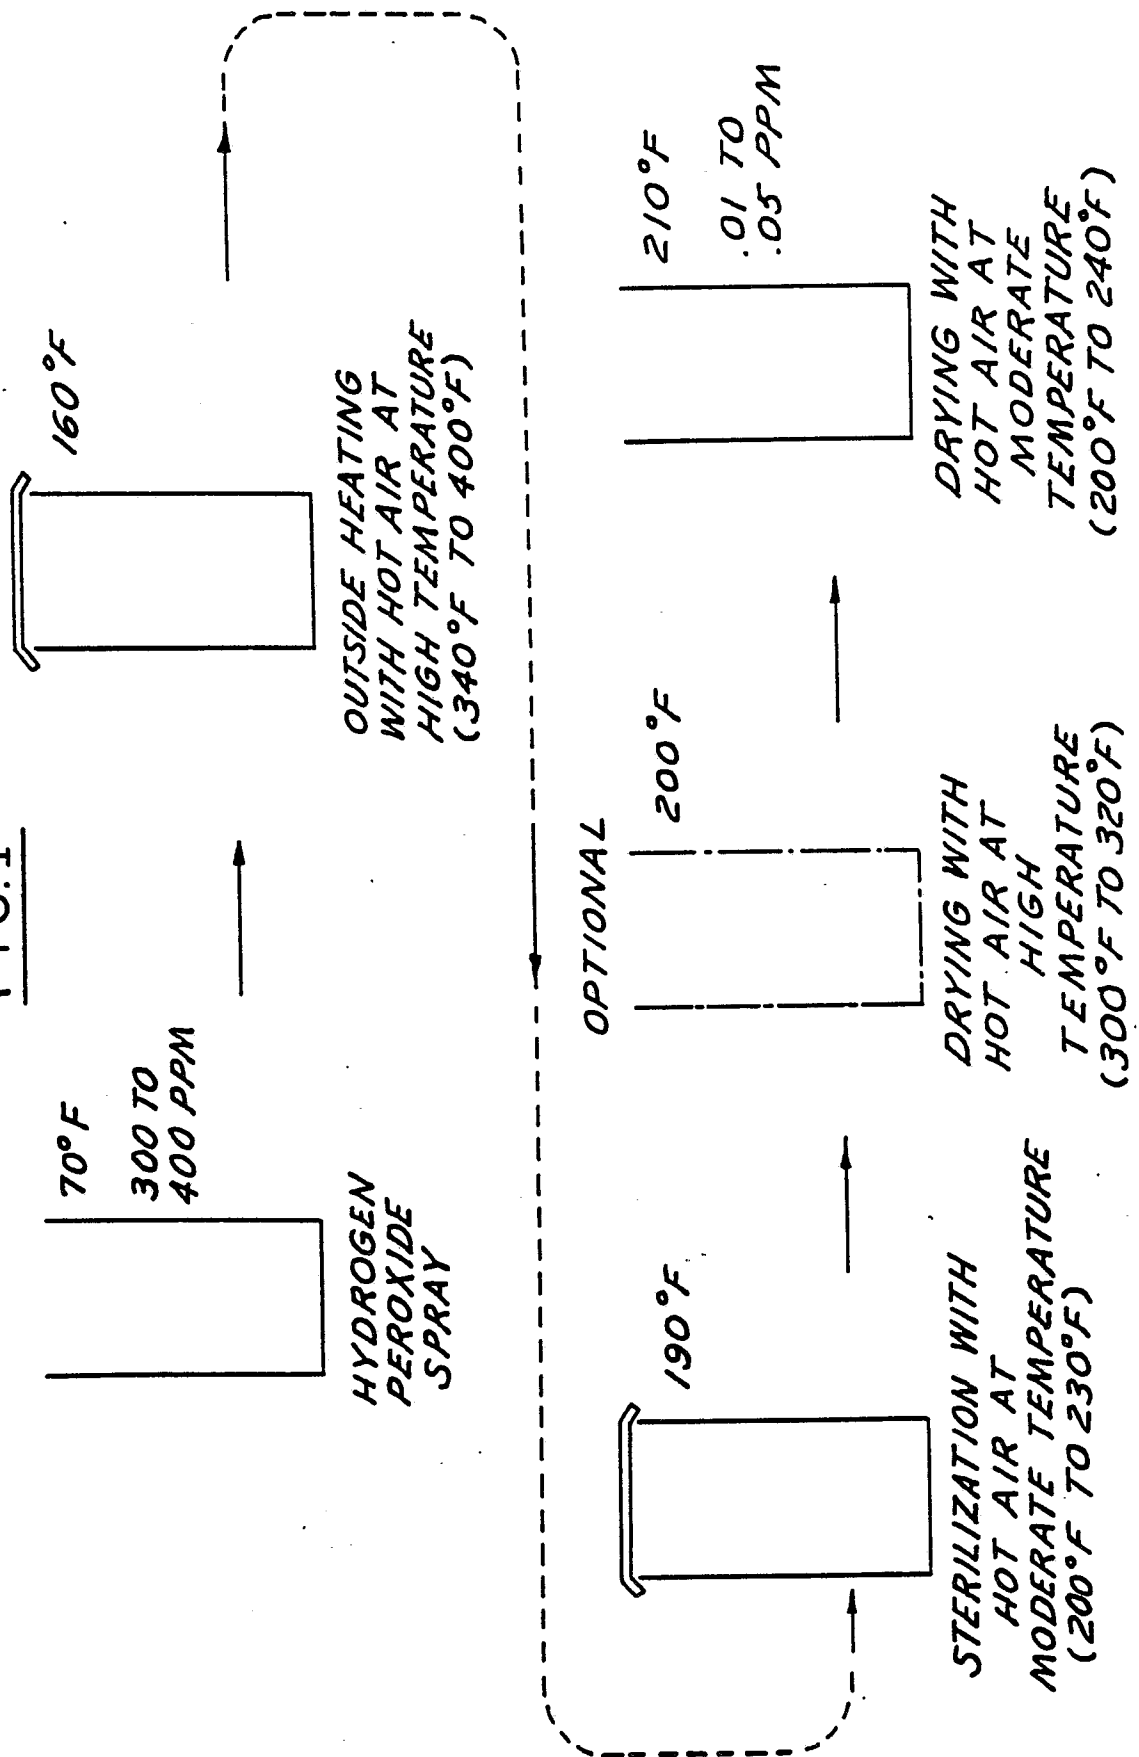 FIG. 1
70°F
300 TO
400 PPM
HYDROGEN
PEROXIDE
SPRAY
160°F
OUTSIDE HEATING
WITH HOT AIR AT
HIGH TEMPERATURE
(340°F TO 400°F)
190°F
STERILIZATION WITH
HOT AIR AT
MODERATE TEMPERATURE
(200°F TO 230°F)
OPTIONAL
200°F
DRYING WITH
HOT AIR AT
HIGH
TEMPERATURE
(300°F TO 320°F)
210°F
.01 TO
.05 PPM
DRYING WITH
HOT AIR AT
MODERATE
TEMPERATURE
(200°F TO 240°F)